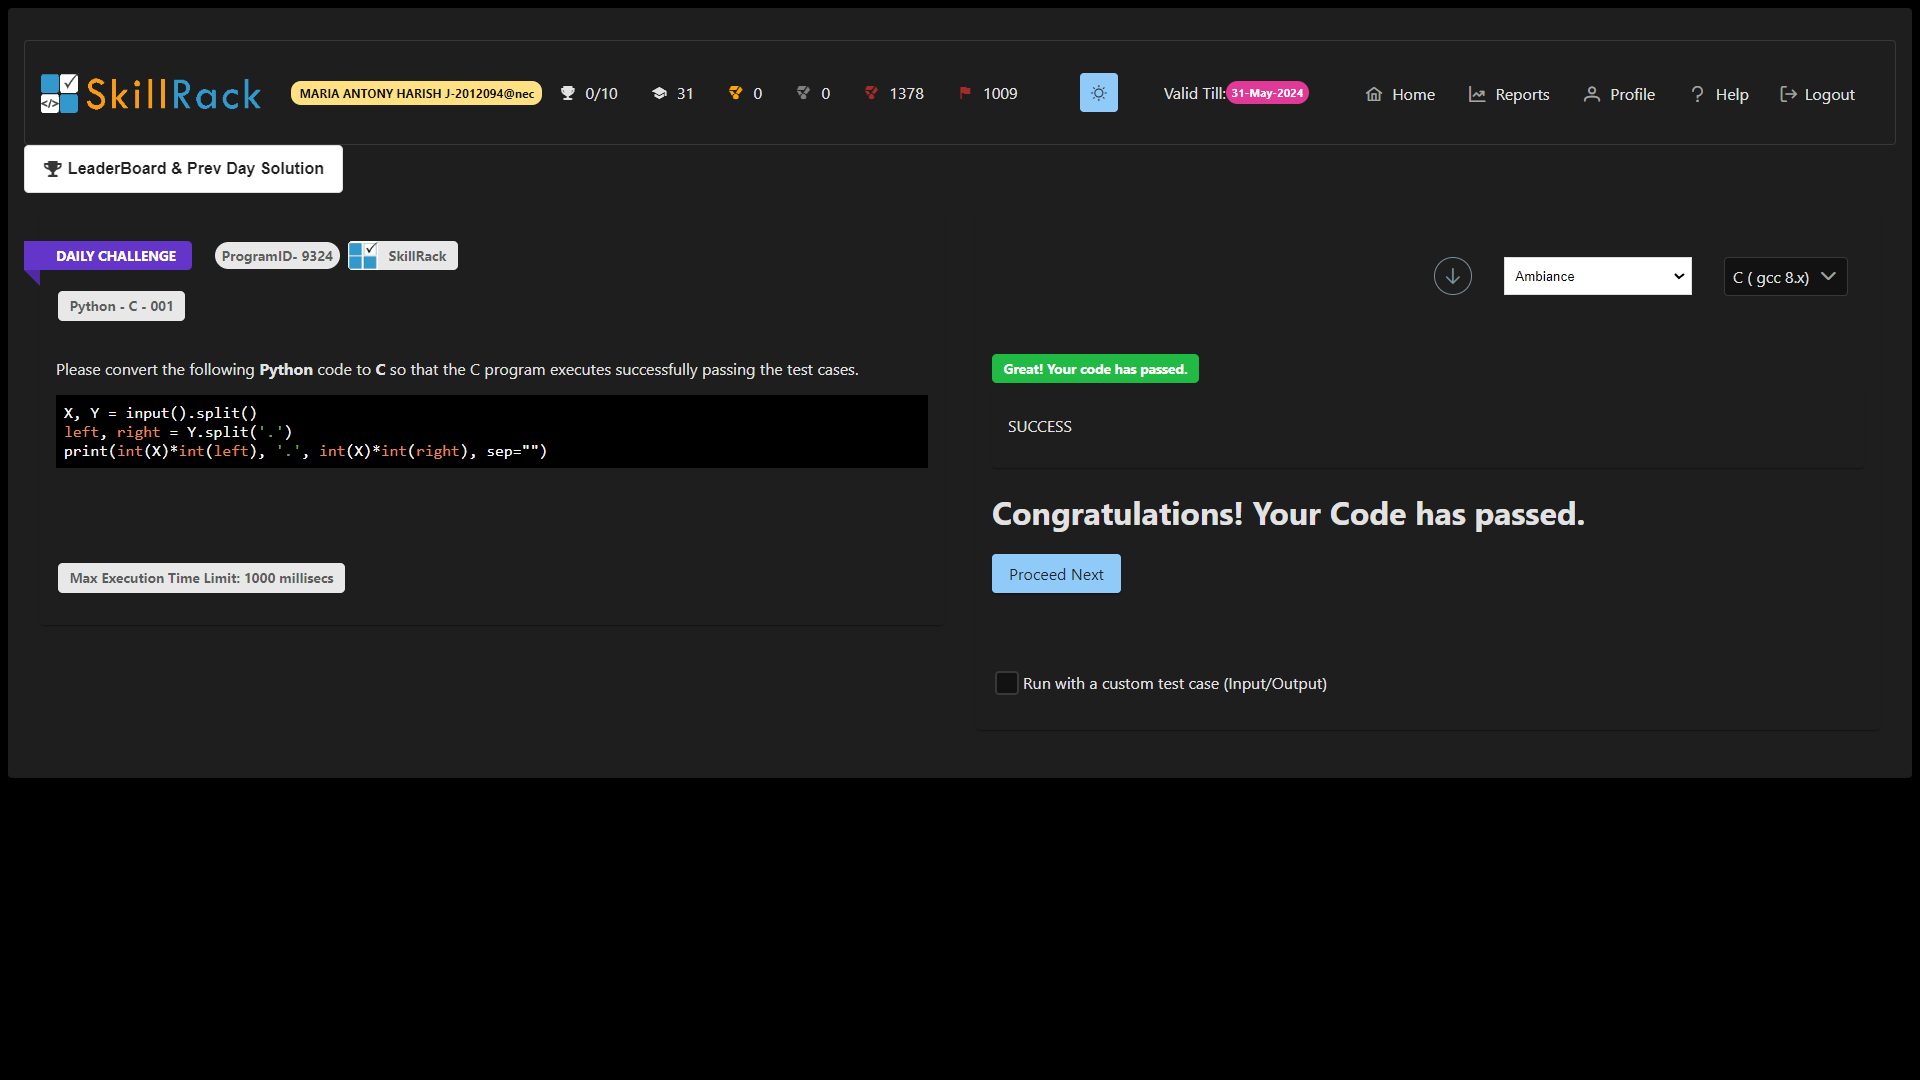 SkillRack
MARIA ANTONY HARISH J-2012094@nec
0/10
31
0
0
1378
1009
Valid Till: 31-May-2024
Home
Reports
Profile
Help
Logout
LeaderBoard & Prev Day Solution
DAILY CHALLENGE
ProgramID- 9324
SkillRack
Ambiance
C ( gcc 8.x)
Python - C - 001
Please convert the following Python code to C so that the C program executes successfully passing the test cases.
X, Y = input().split()
left, right = Y.split('.')
print(int(X)*int(left), '.', int(X)*int(right), sep="")
Max Execution Time Limit: 1000 millisecs
Great! Your code has passed.
SUCCESS
Congratulations! Your Code has passed.
Proceed Next
Run with a custom test case (Input/Output)